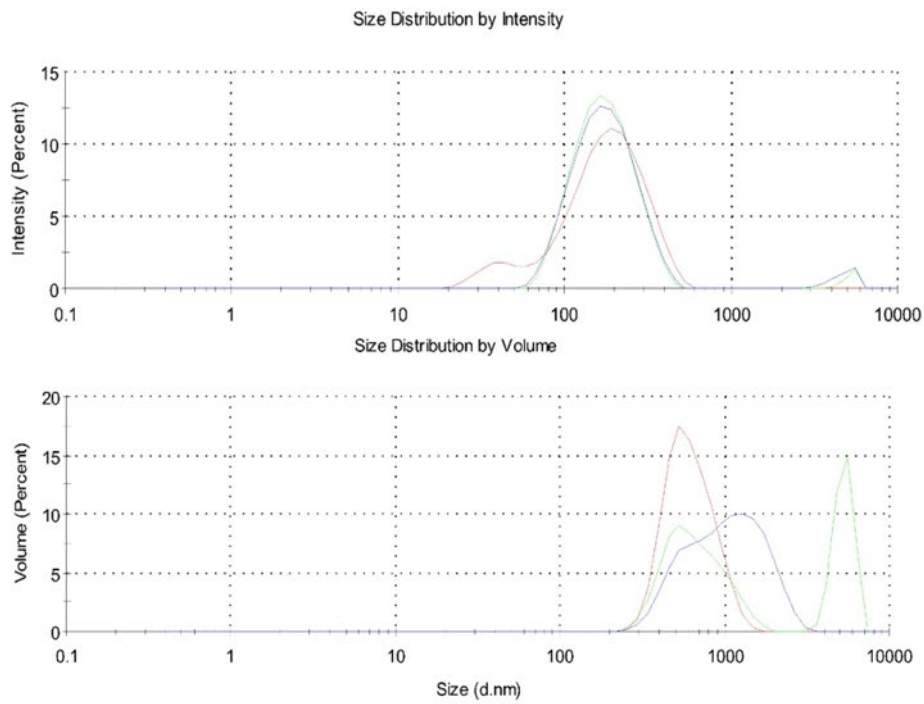 Size Distribution by Intensity
15
10
5
0
Intensity (Percent)
0.1 1 10 100 1000 10000
Size Distribution by Volume
20
15
10
5
0
Volume (Percent)
0.1 1 10 100 1000 10000
Size (d.nm)